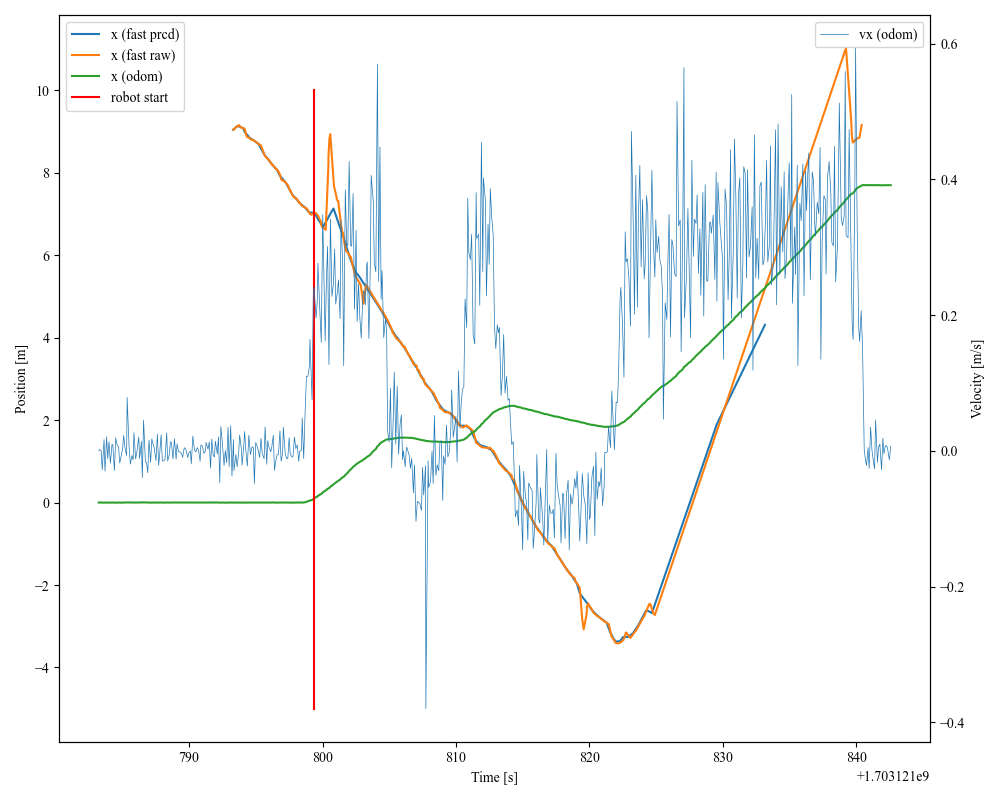 x (fast prcd)
x (fast raw)
x (odom)
robot start
vx (odom)
10
8
6
4
2
0
−2
−4
Position [m]
0.6
0.4
0.2
0.0
−0.2
−0.4
Velocity [m/s]
790
800
810
820
830
840
Time [s]
+1.703121e9